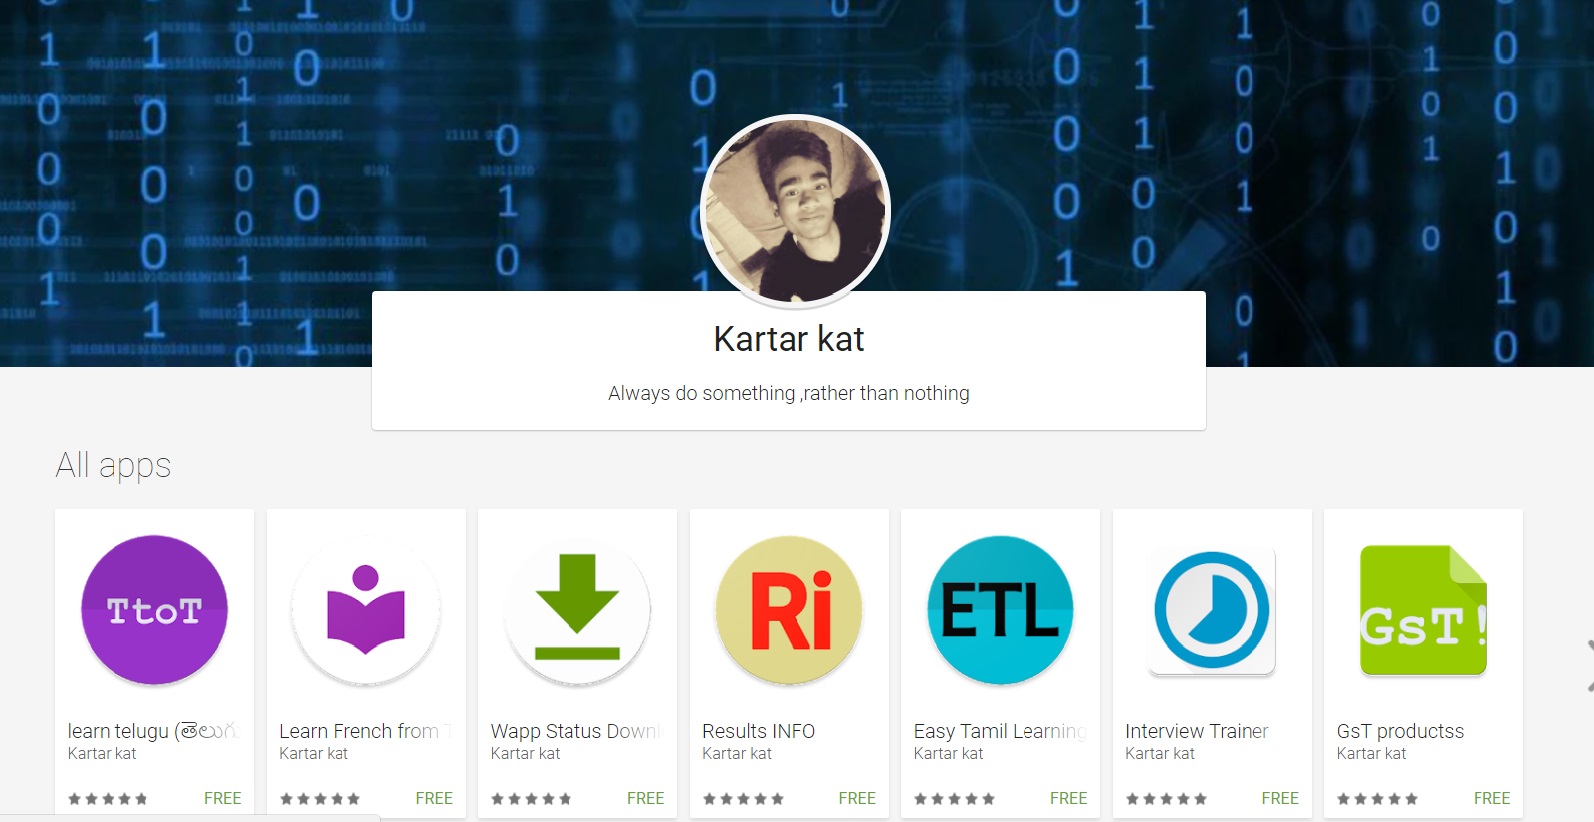 Kartar kat
Always do something ,rather than nothing
All apps
TtoT
learn telugu (తెలుగు
Kartar kat
FREE
Learn French from T
Kartar kat
FREE
Wapp Status Downl
Kartar kat
FREE
Ri
Results INFO
Kartar kat
FREE
ETL
Easy Tamil Learning
Kartar kat
FREE
Interview Trainer
Kartar kat
FREE
GsT!
GsT productss
Kartar kat
FREE